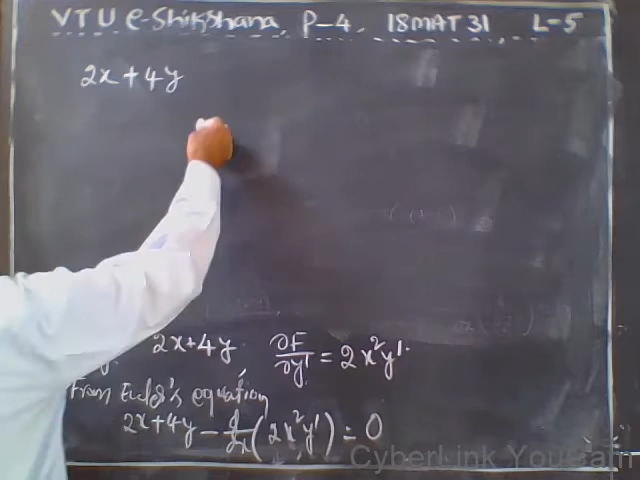 VTU e-Shikshana, P-4, 18MAT31 L-5
2x+4y
2x+4y, ∂F/∂y' = 2x²y'.
From Euler's equation
2x+4y - d/dx(2x²y') = 0
CyberLink YouCam